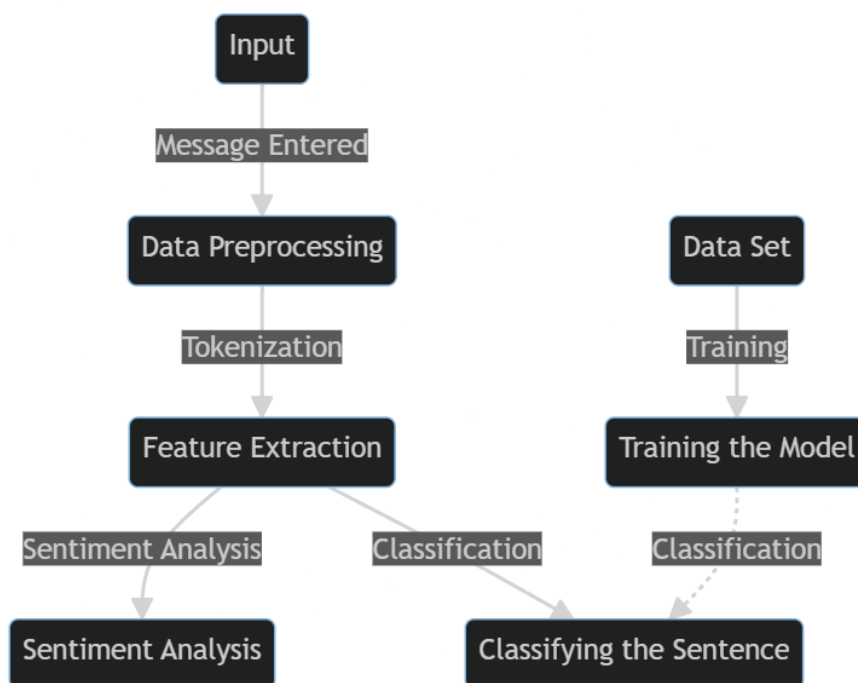 Input
Message Entered
Data Preprocessing
Data Set
Tokenization
Training
Feature Extraction
Training the Model
Sentiment Analysis
Classification
Classification
Sentiment Analysis
Classifying the Sentence